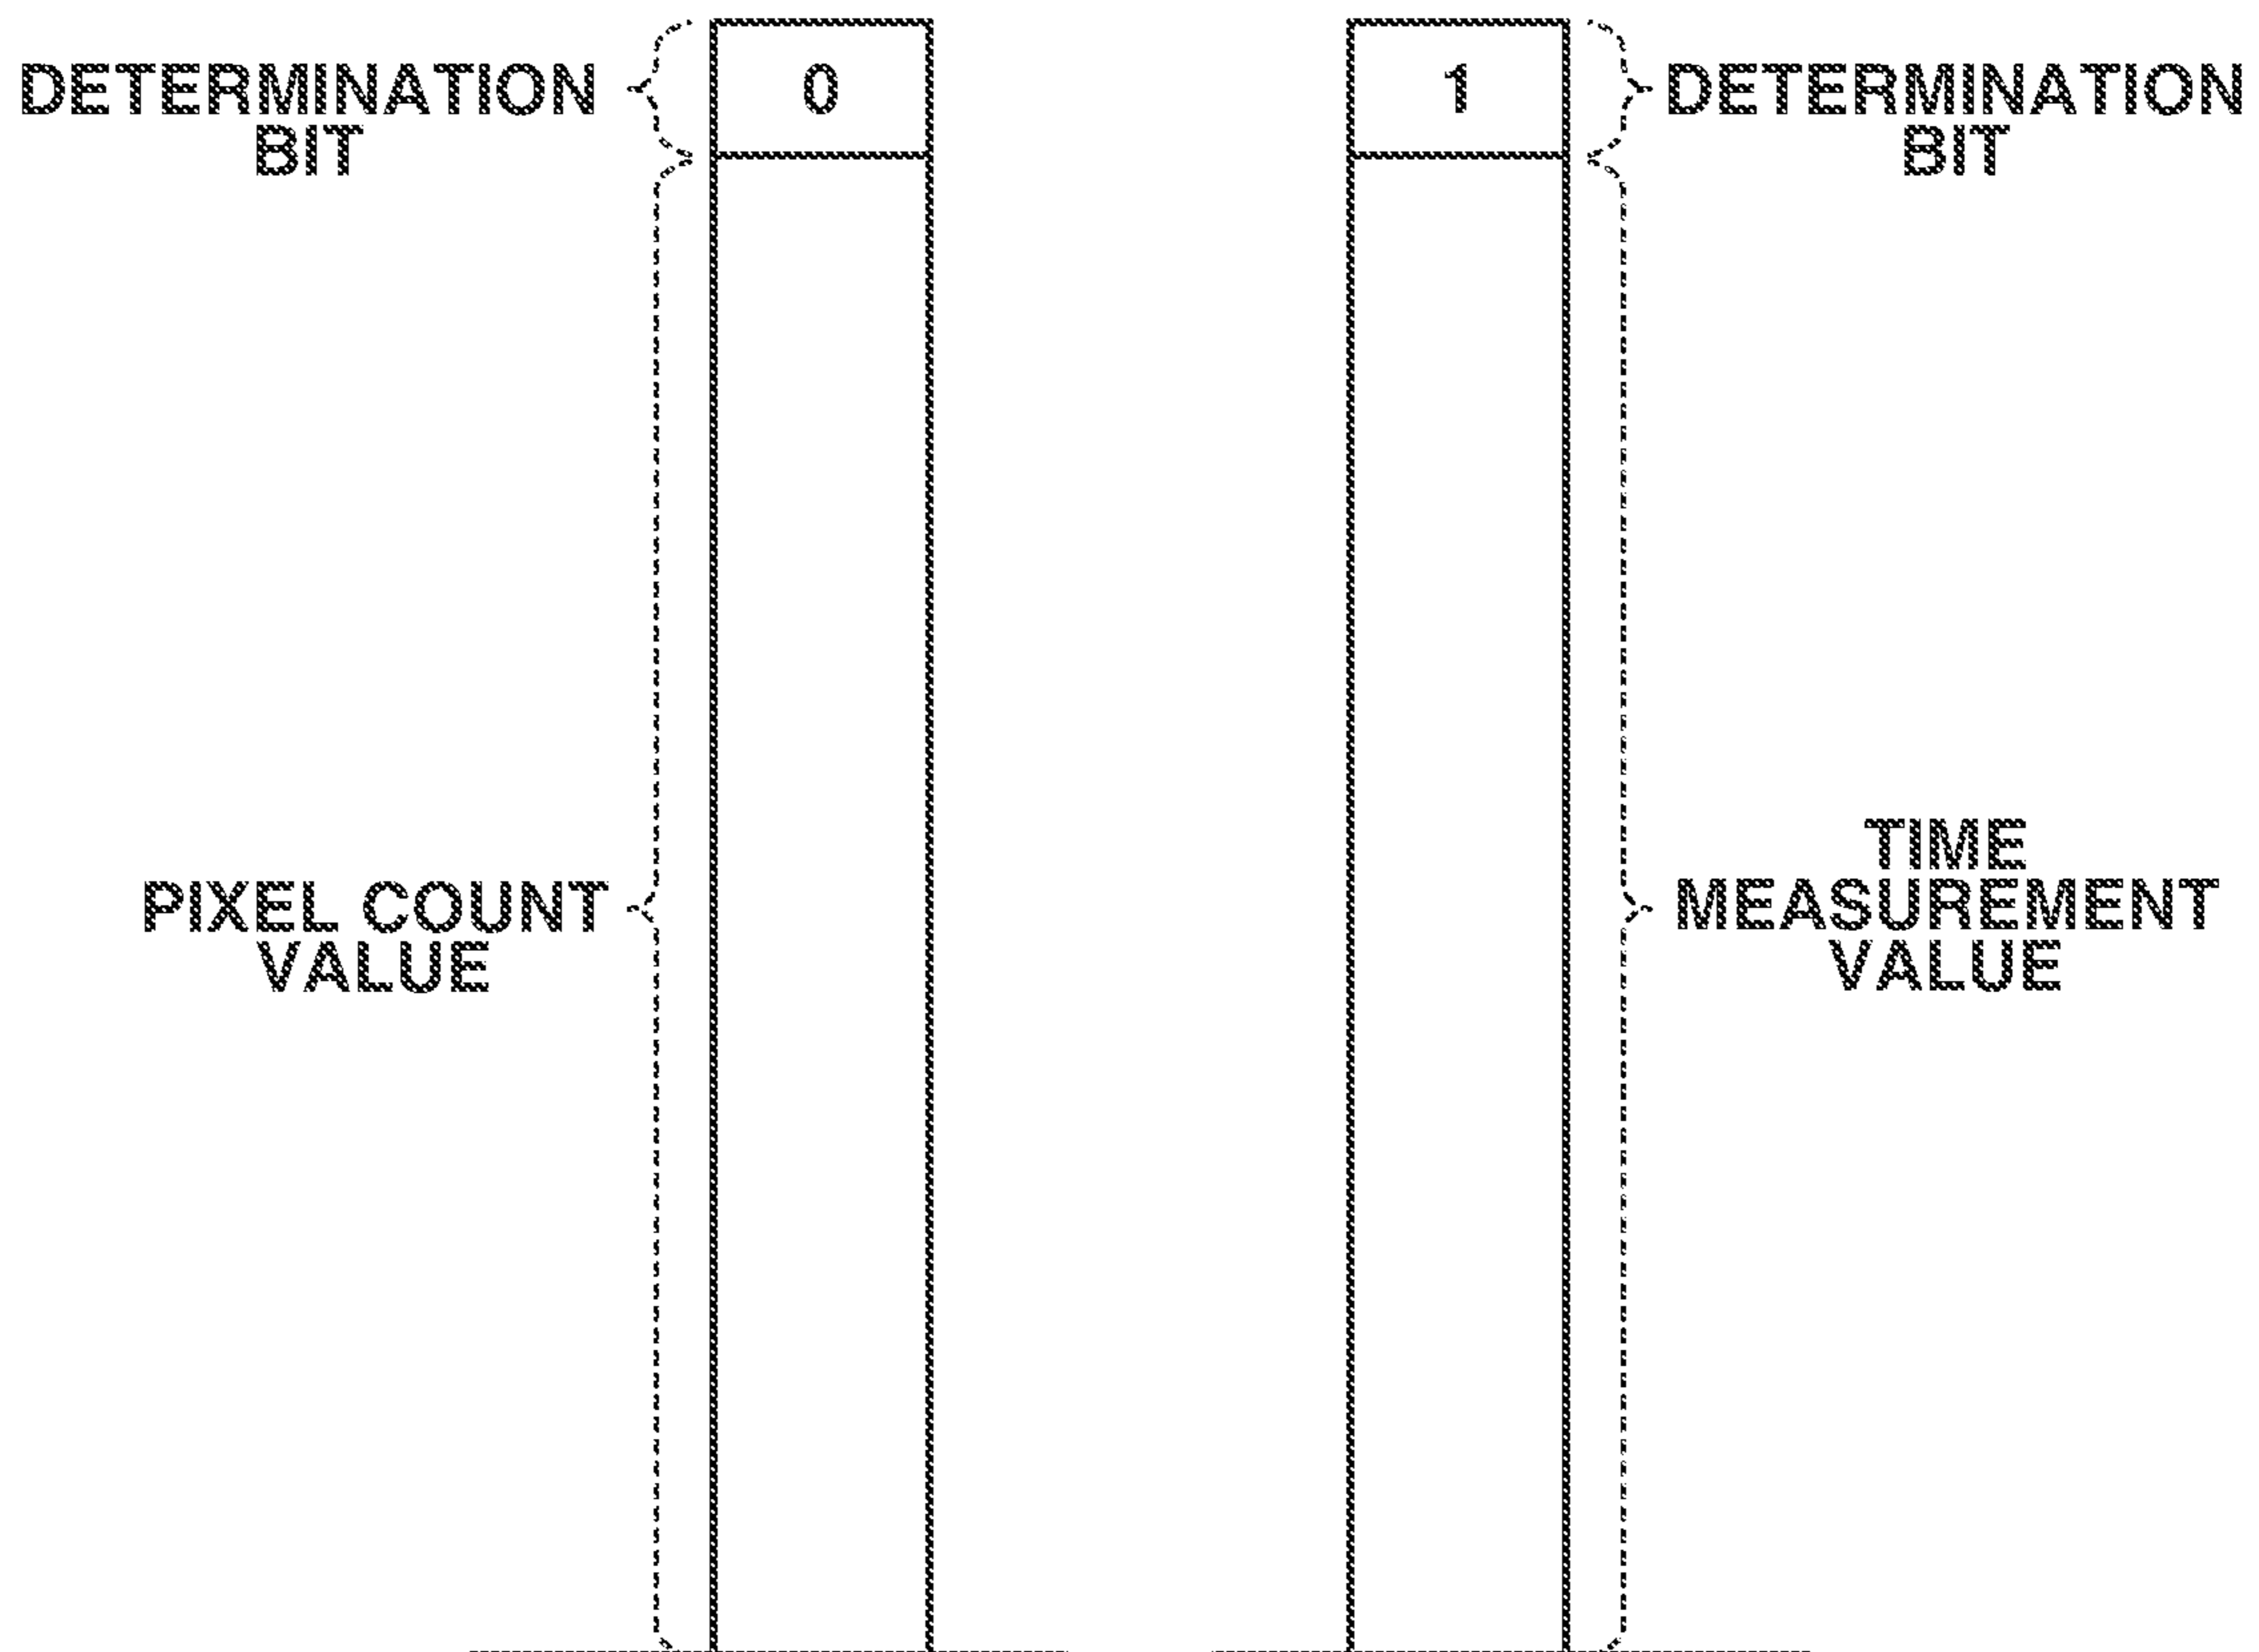 DETERMINATION
BIT
0
1
DETERMINATION
BIT
PIXEL COUNT
VALUE
TIME
MEASUREMENT
VALUE